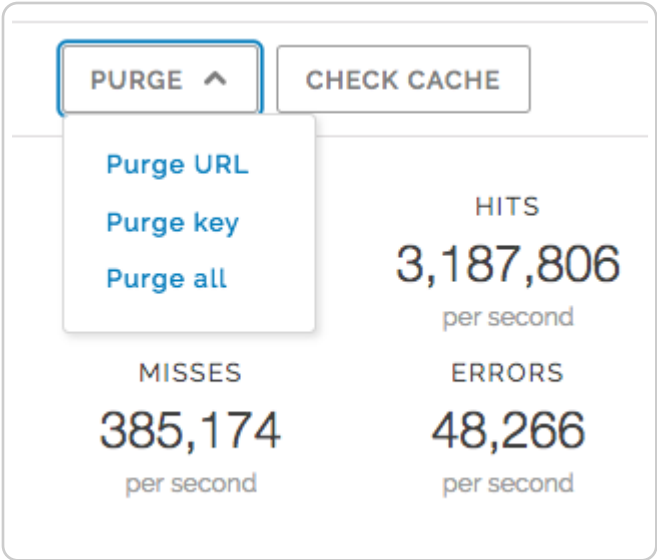 PURGE CHECK CACHE
Purge URL
Purge key
Purge all
HITS
3,187,806
per second
MISSES
385,174
per second
ERRORS
48,266
per second